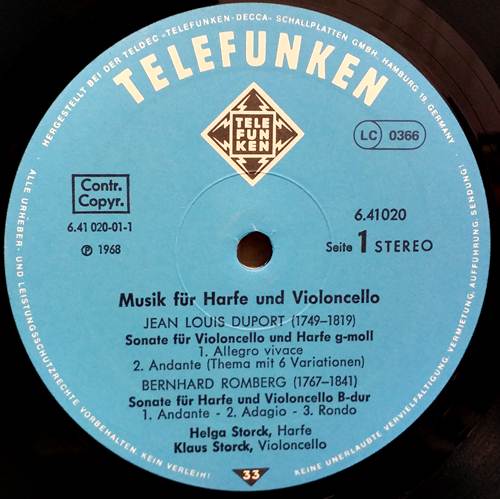 HERGESTELLT BEI DER TELDEC »TELEFUNKEN-DECCA« SCHALLPLATTEN GMBH, HAMBURG 19, GERMANY ·
TELEFUNKEN
TELE
FUN
KEN
LC 0366
Contr.
Copyr.
6.41 020-01-1
Ⓟ 1968
6.41020
Seite 1 STEREO
Musik für Harfe und Violoncello
JEAN LOUIS DUPORT (1749–1819)
Sonate für Violoncello und Harfe g-moll
1. Allegro vivace
2. Andante (Thema mit 6 Variationen)
BERNHARD ROMBERG (1767–1841)
Sonate für Harfe und Violoncello B-dur
1. Andante - 2. Adagio - 3. Rondo
Helga Storck, Harfe
Klaus Storck, Violoncello
33
ALLE URHEBER- UND LEISTUNGSSCHUTZRECHTE VORBEHALTEN. KEIN VERLEIH!
KEINE UNERLAUBTE VERVIELFÄLTIGUNG, VERMIETUNG, AUFFÜHRUNG, SENDUNG!